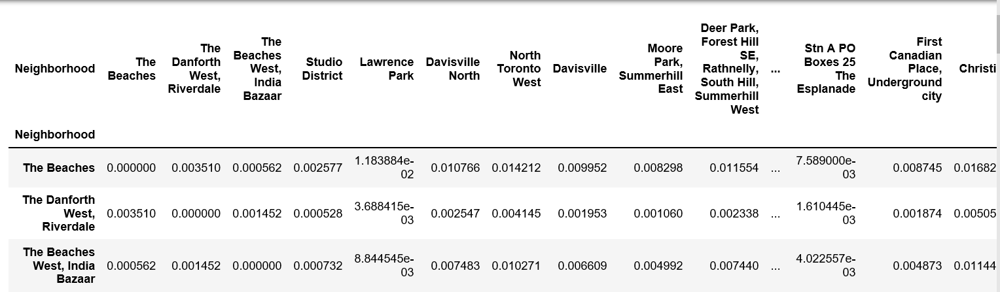 Neighborhood
The
Beaches
The
Danforth
West,
Riverdale
The
Beaches
West,
India
Bazaar
Studio
District
Lawrence
Park
Davisville
North
North
Toronto
West
Davisville
Moore
Park,
Summerhill
East
Deer Park,
Forest Hill
SE,
Rathnelly,
South Hill,
Summerhill
West
...
Stn A PO
Boxes 25
The
Esplanade
First
Canadian
Place,
Underground
city
Christi
Neighborhood
The Beaches
0.000000
0.003510
0.000562
0.002577
1.183884e-
02
0.010766
0.014212
0.009952
0.008298
0.011554
...
7.589000e-
03
0.008745
0.01682
The Danforth
West,
Riverdale
0.003510
0.000000
0.001452
0.000528
3.688415e-
03
0.002547
0.004145
0.001953
0.001060
0.002338
...
1.610445e-
03
0.001874
0.00505
The Beaches
West, India
Bazaar
0.000562
0.001452
0.000000
0.000732
8.844545e-
03
0.007483
0.010271
0.006609
0.004992
0.007440
...
4.022557e-
03
0.004873
0.01144